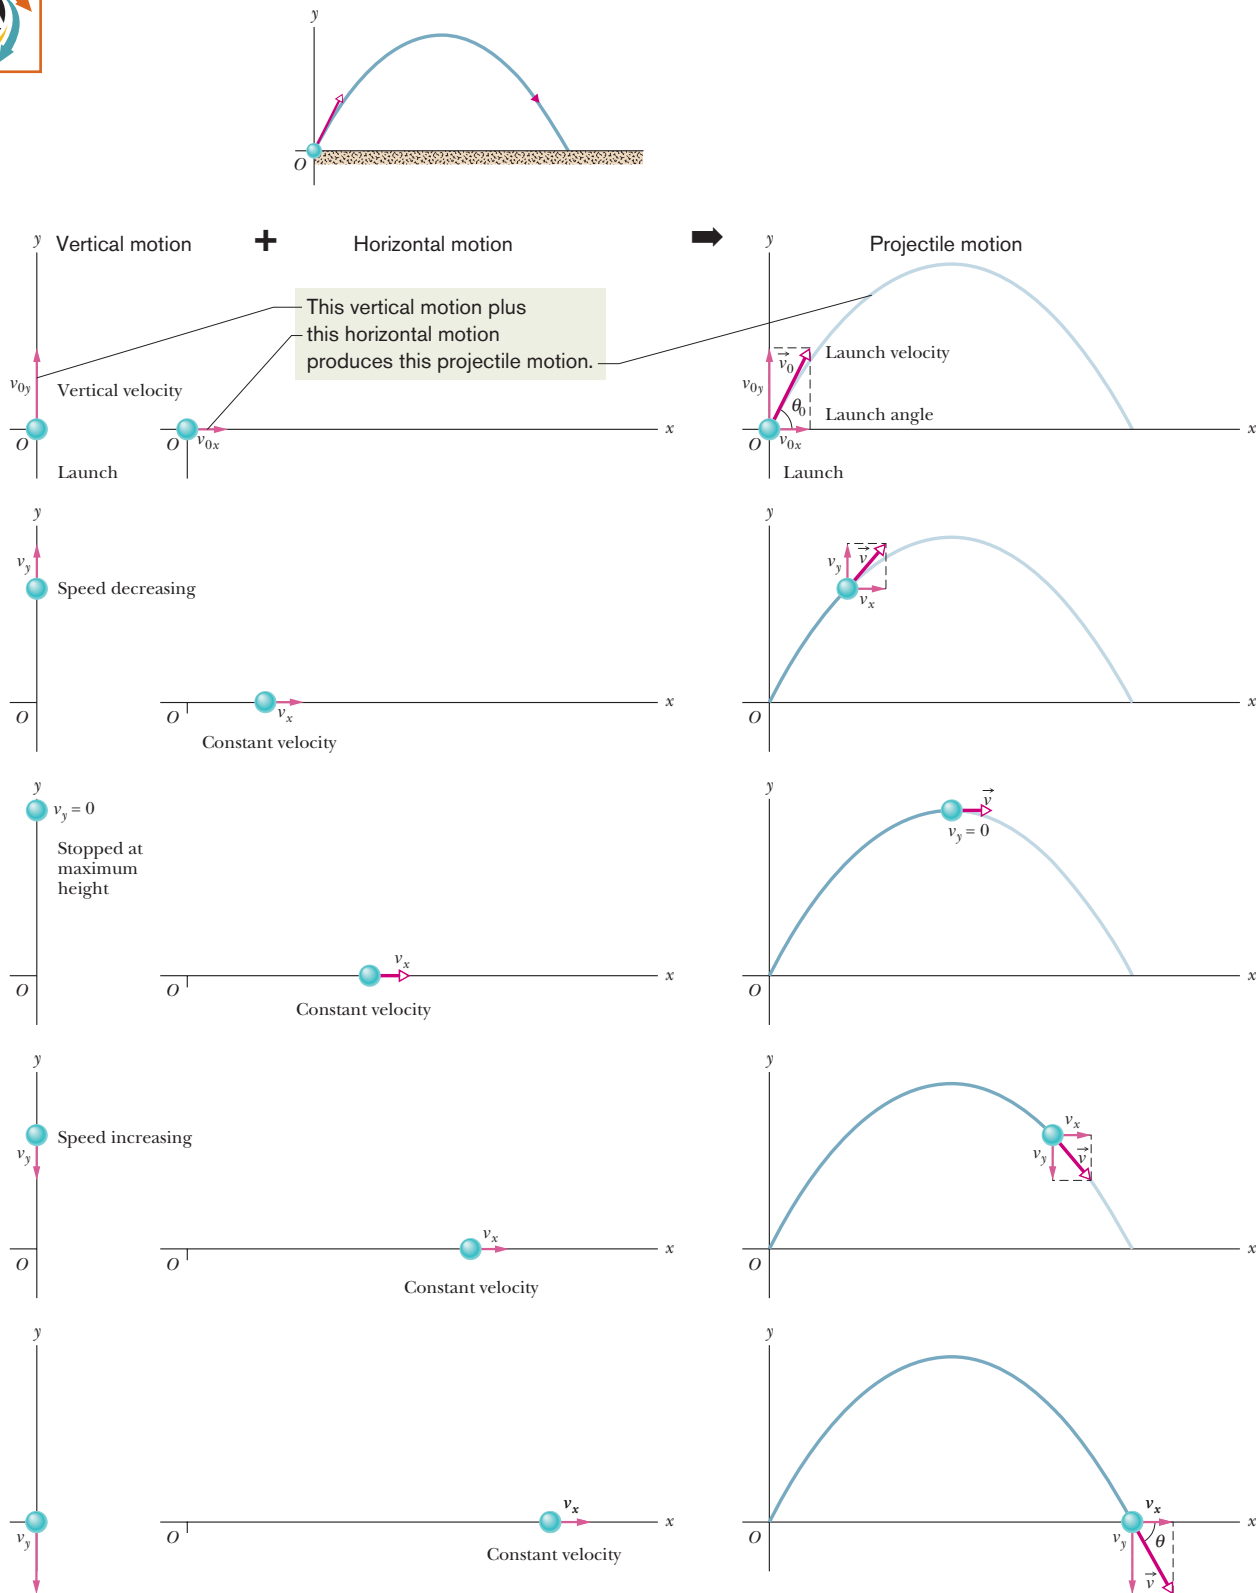 y
O
Vertical motion + Horizontal motion ➡ Projectile motion
y
y
This vertical motion plus
this horizontal motion
produces this projectile motion.
v0y
Vertical velocity
O
Launch
O
v0x
x
v0y
v⃗0
Launch velocity
θ0
Launch angle
O
v0x
x
Launch
y
vy
Speed decreasing
O
O
vx
x
Constant velocity
y
vy
v⃗
vx
O
x
y
vy = 0
Stopped at
maximum
height
O
O
vx
x
Constant velocity
y
v⃗
vy = 0
O
x
y
Speed increasing
vy
O
O
vx
x
Constant velocity
y
vx
vy
v⃗
O
x
y
vy
O
vx
x
Constant velocity
y
O
vx
x
vy
θ
v⃗